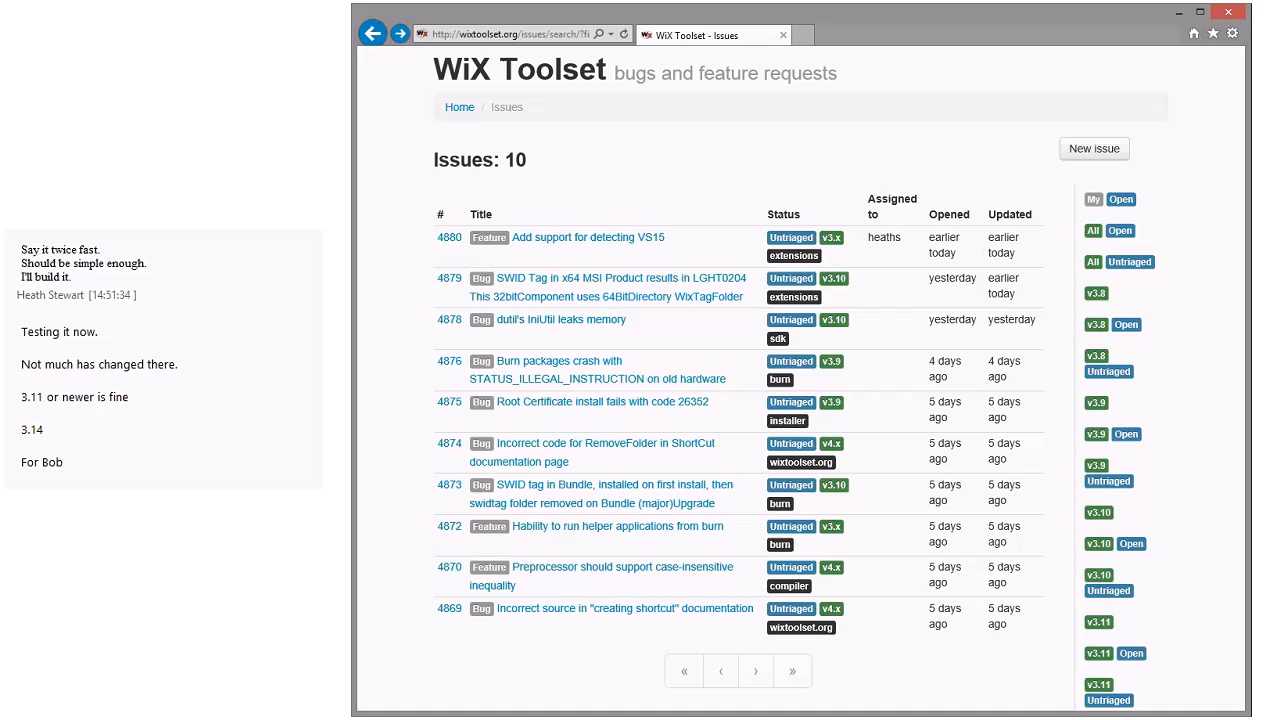 Say it twice fast.
Should be simple enough.
I'll build it.
Heath Stewart [14:51:34 ]
Testing it now.
Not much has changed there.
3.11 or newer is fine
3.14
For Bob
http://wixtoolset.org/issues/search/?fi
WiX Toolset - Issues
WiX Toolset bugs and feature requests
Home / Issues
Issues: 10
New issue
# Title Status Assigned to Opened Updated
4880 Feature Add support for detecting VS15 Untriaged v3.x extensions heaths earlier today earlier today
4879 Bug SWID Tag in x64 MSI Product results in LGHT0204
This 32bitComponent uses 64BitDirectory WixTagFolder Untriaged v3.10 extensions yesterday earlier today
4878 Bug dutil's IniUtil leaks memory Untriaged v3.10 sdk yesterday yesterday
4876 Bug Burn packages crash with
STATUS_ILLEGAL_INSTRUCTION on old hardware Untriaged v3.9 burn 4 days ago 4 days ago
4875 Bug Root Certificate install fails with code 26352 Untriaged v3.9 installer 5 days ago 5 days ago
4874 Bug Incorrect code for RemoveFolder in ShortCut
documentation page Untriaged v4.x wixtoolset.org 5 days ago 5 days ago
4873 Bug SWID tag in Bundle, installed on first install, then
swidtag folder removed on Bundle (major)Upgrade Untriaged v3.10 burn 5 days ago 5 days ago
4872 Feature Hability to run helper applications from burn Untriaged v3.x burn 5 days ago 5 days ago
4870 Feature Preprocessor should support case-insensitive
inequality Untriaged v4.x compiler 5 days ago 5 days ago
4869 Bug Incorrect source in "creating shortcut" documentation Untriaged v4.x wixtoolset.org 5 days ago 5 days ago
« ‹ › »
My Open
All Open
All Untriaged
v3.8
v3.8 Open
v3.8
Untriaged
v3.9
v3.9 Open
v3.9
Untriaged
v3.10
v3.10 Open
v3.10
Untriaged
v3.11
v3.11 Open
v3.11
Untriaged